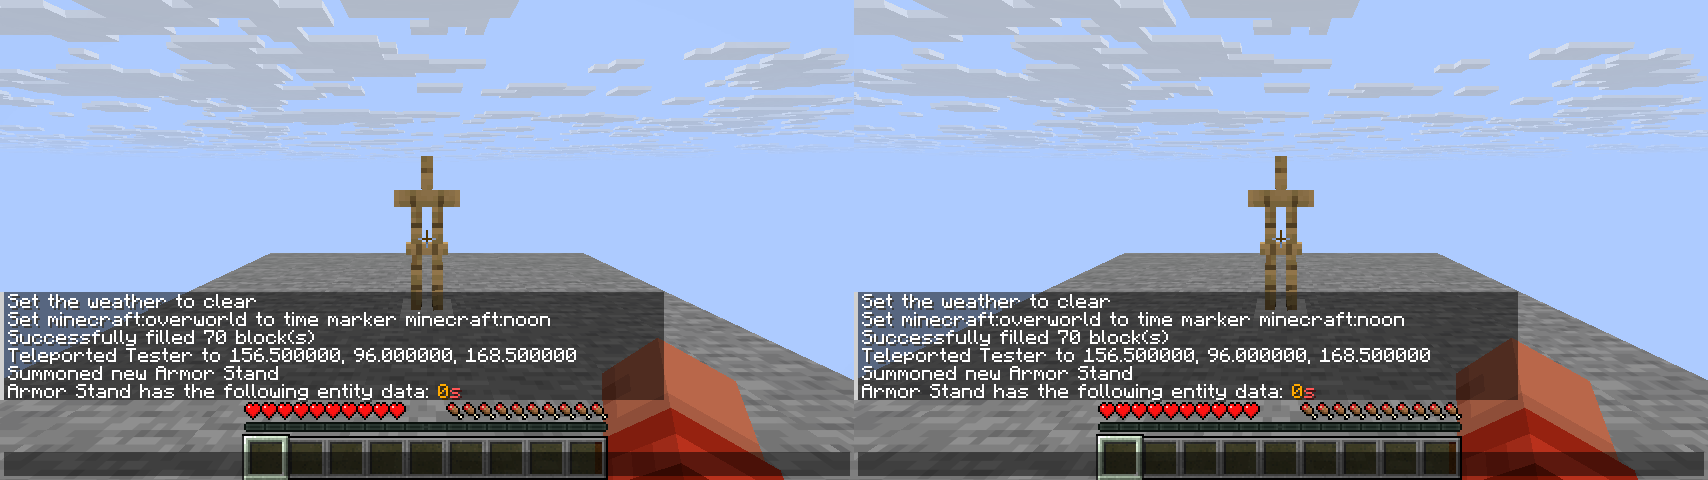 Set the weather to clear
Set minecraft:overworld to time marker minecraft:noon
Successfully filled 70 block(s)
Teleported Tester to 156.500000, 96.000000, 168.500000
Summoned new Armor Stand
Armor Stand has the following entity data: 0s
Set the weather to clear
Set minecraft:overworld to time marker minecraft:noon
Successfully filled 70 block(s)
Teleported Tester to 156.500000, 96.000000, 168.500000
Summoned new Armor Stand
Armor Stand has the following entity data: 0s